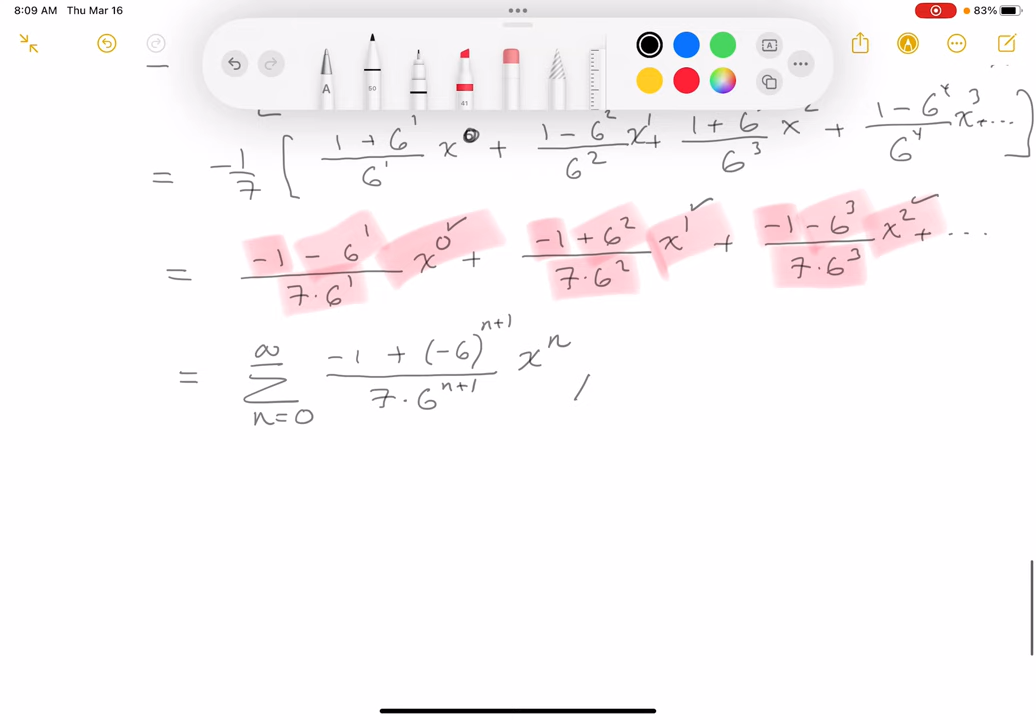 8:09 AM Thu Mar 16 83%
A 50 41 A
= -1/7 [ (1 + 6^1)/6^1 x^0 + (1 - 6^2)/6^2 x^1 + (1 + 6)/6^3 x^2 + (1 - 6^4)/6^4 x^3 + ... ]
= (-1 - 6^1)/(7·6^1) x^0 ✓ + (-1 + 6^2)/(7·6^2) x^1 ✓ + (-1 - 6^3)/(7·6^3) x^2 ✓ + ...
= ∑_{n=0}^{∞} (-1 + (-6)^{n+1})/(7·6^{n+1}) x^n /